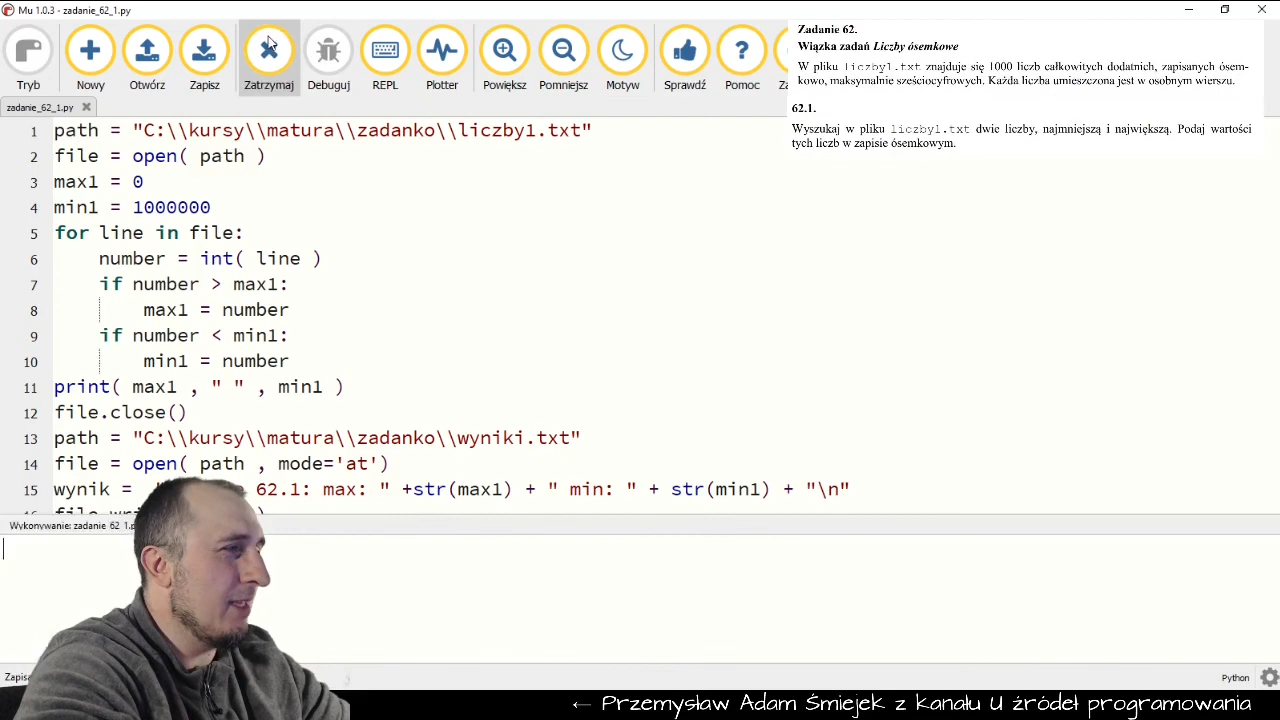 Mu 1.0.3 - zadanie_62_1.py
Tryb
Nowy
Otwórz
Zapisz
Zatrzymaj
Debuguj
REPL
Plotter
Powiększ
Pomniejsz
Motyw
Sprawdź
Pomoc
Za
Zadanie 62.
Wiązka zadań Liczby ósemkowe
W pliku liczby1.txt znajduje się 1000 liczb całkowitych dodatnich, zapisanych ósem-
kowo, maksymalnie sześciocyfrowych. Każda liczba umieszczona jest w osobnym wierszu.
62.1.
Wyszukaj w pliku liczby1.txt dwie liczby, najmniejszą i największą. Podaj wartości
tych liczb w zapisie ósemkowym.
zadanie_62_1.py
1 path = "C:\\kursy\\matura\\zadanko\\liczby1.txt"
2 file = open( path )
3 max1 = 0
4 min1 = 1000000
5 for line in file:
6 number = int( line )
7 if number > max1:
8 max1 = number
9 if number < min1:
10 min1 = number
11 print( max1 , " " , min1 )
12 file.close()
13 path = "C:\\kursy\\matura\\zadanko\\wyniki.txt"
14 file = open( path , mode='at')
15 wynik = 62.1: max: " +str(max1) + " min: " + str(min1) + "\n"
Wykonywanie: zadanie_62_1.p
Zapis
Python
← Przemysław Adam Śmiejek z kanału U źródeł programowania